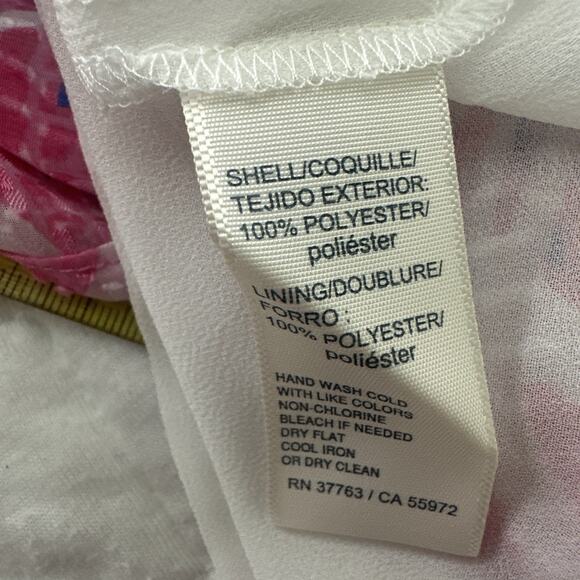 SHELL/COQUILLE/
TEJIDO EXTERIOR:
100% POLYESTER/
poliéster
LINING/DOUBLURE/
FORRO :
100% POLYESTER/
poliéster
HAND WASH COLD
WITH LIKE COLORS
NON-CHLORINE
BLEACH IF NEEDED
DRY FLAT
COOL IRON
OR DRY CLEAN
RN 37763 / CA 55972